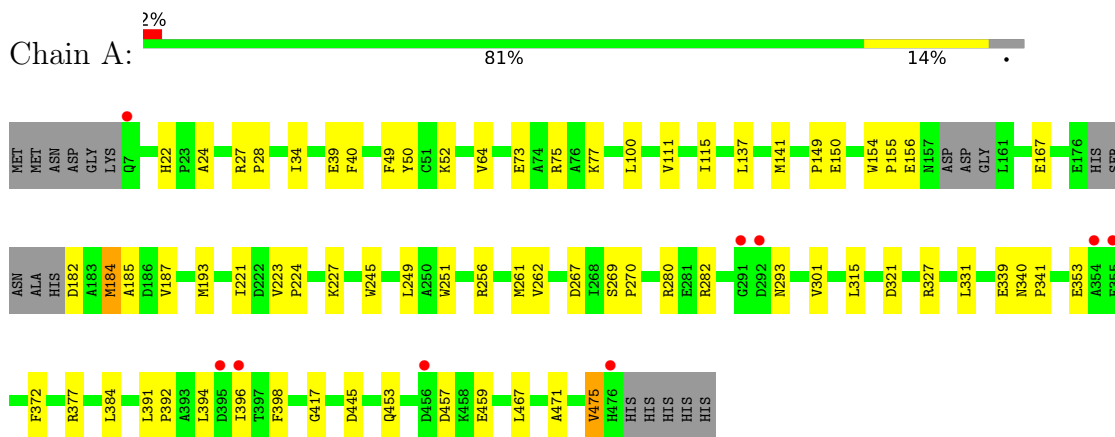 2%
Chain A:
81% 14% •
MET MET ASN ASP GLY LYS Q7 H22 P23 A24 R27 P28 I34 E39 F40 F49 Y50 C51 K52 V64 E73 A74 R75 A76 K77 L100 V111 I115 L137 M141 P149 E150 W154 P155 E156 N157 ASP ASP GLY L161 E167 E176 HIS SER
ASN ALA HIS D182 A183 M184 A185 D186 V187 M193 I221 D222 V223 P224 K227 W245 L249 A250 W251 R256 M261 V262 D267 I268 S269 P270 R280 E281 R282 G291 D292 N293 V301 L315 D321 R327 L331 E339 N340 P341 E353 A354 E355
F372 R377 L384 L391 P392 A393 L394 D395 I396 T397 F398 G417 D445 Q453 D456 D457 K458 E459 L467 A471 V475 H476 HIS HIS HIS HIS HIS